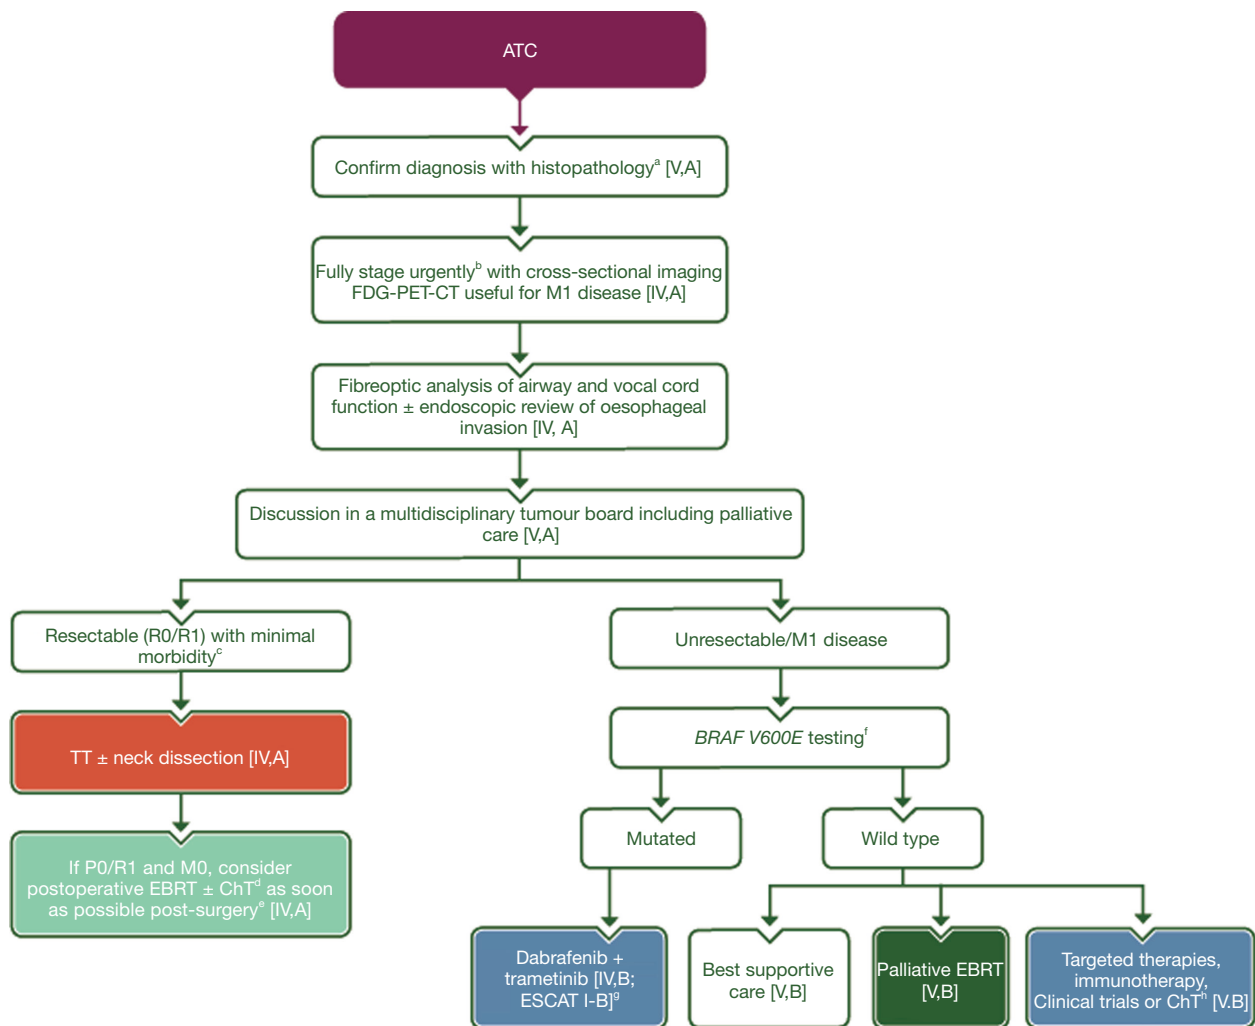 ATC
Confirm diagnosis with histopathologyᵃ [V,A]
Fully stage urgentlyᵇ with cross-sectional imaging
FDG-PET-CT useful for M1 disease [IV,A]
Fibreoptic analysis of airway and vocal cord
function ± endoscopic review of oesophageal
invasion [IV, A]
Discussion in a multidisciplinary tumour board including palliative
care [V,A]
Resectable (R0/R1) with minimal
morbidityᶜ
TT ± neck dissection [IV,A]
If P0/R1 and M0, consider
postoperative EBRT ± ChTᵈ as soon
as possible post-surgeryᵉ [IV,A]
Unresectable/M1 disease
BRAF V600E testingᶠ
Mutated
Wild type
Dabrafenib +
trametinib [IV,B;
ESCAT I-B]ᵍ
Best supportive
care [V,B]
Palliative EBRT
[V,B]
Targeted therapies,
immunotherapy,
Clinical trials or ChTʰ [V.B]